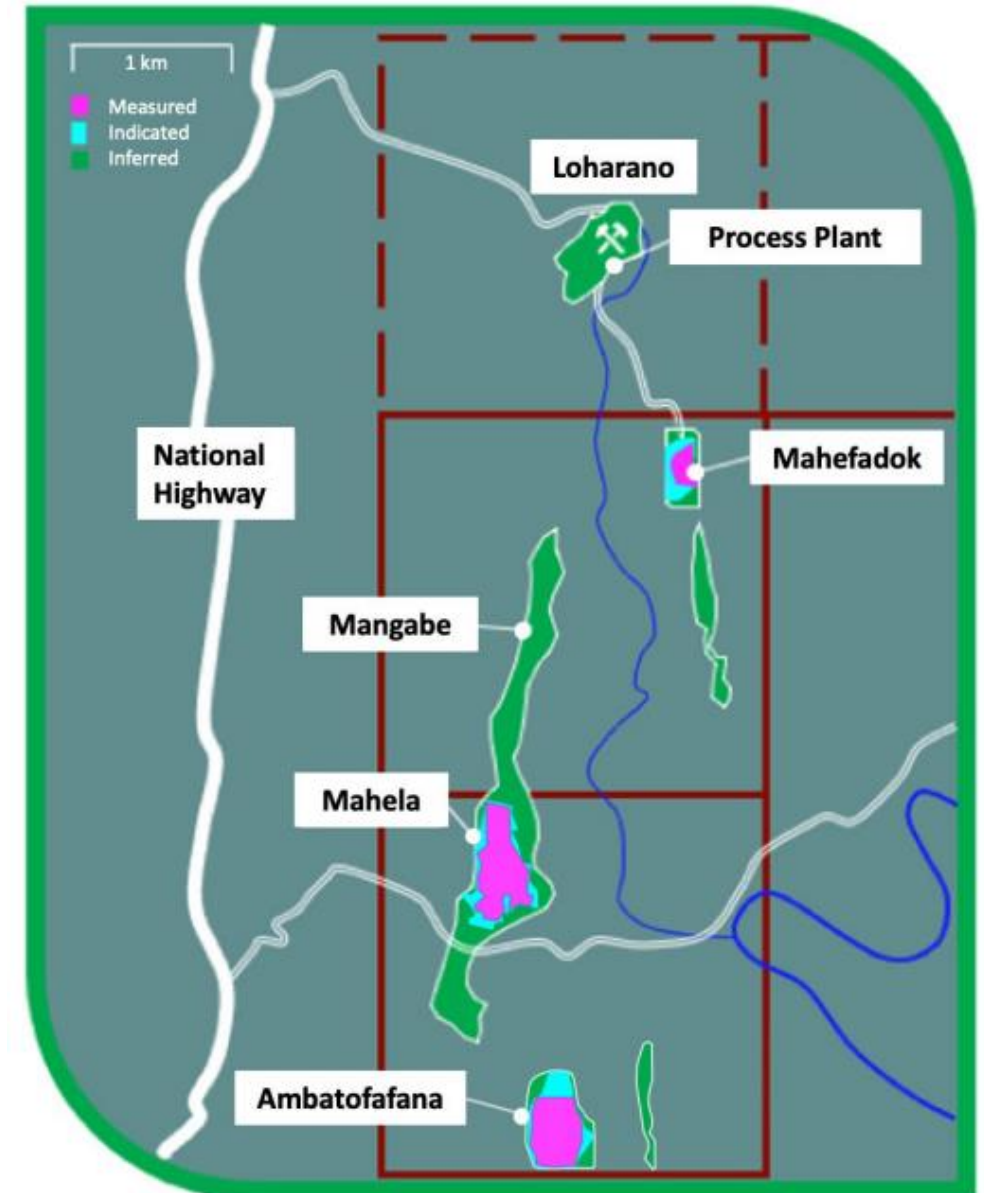 1 km
Measured
Indicated
Inferred
Loharano
Process Plant
National
Highway
Mahefadok
Mangabe
Mahela
Ambatofafana